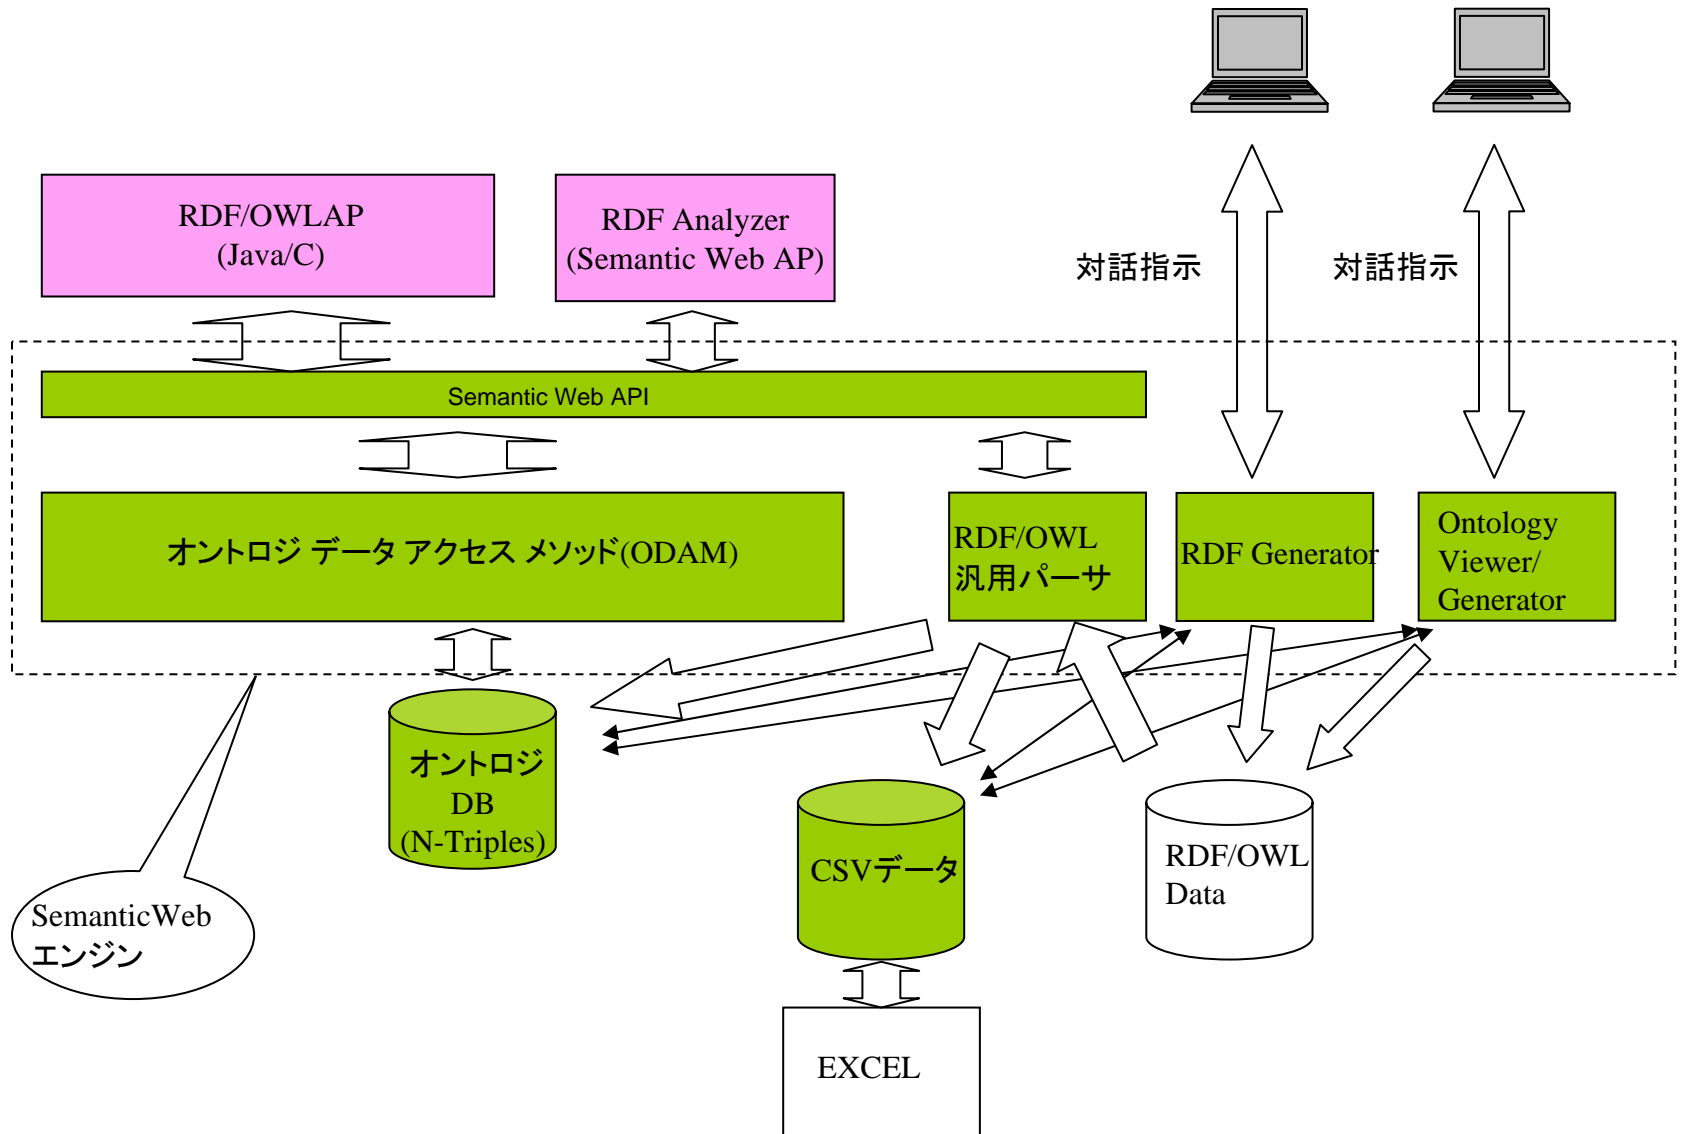 RDF/OWLAP
(Java/C)
RDF Analyzer
(Semantic Web AP)
対話指示
対話指示
Semantic Web API
オントロジ データ アクセス メソッド(ODAM)
RDF/OWL
汎用パーサ
RDF Generator
Ontology
Viewer/
Generator
オントロジ
DB
(N-Triples)
CSVデータ
RDF/OWL
Data
SemanticWeb
エンジン
EXCEL